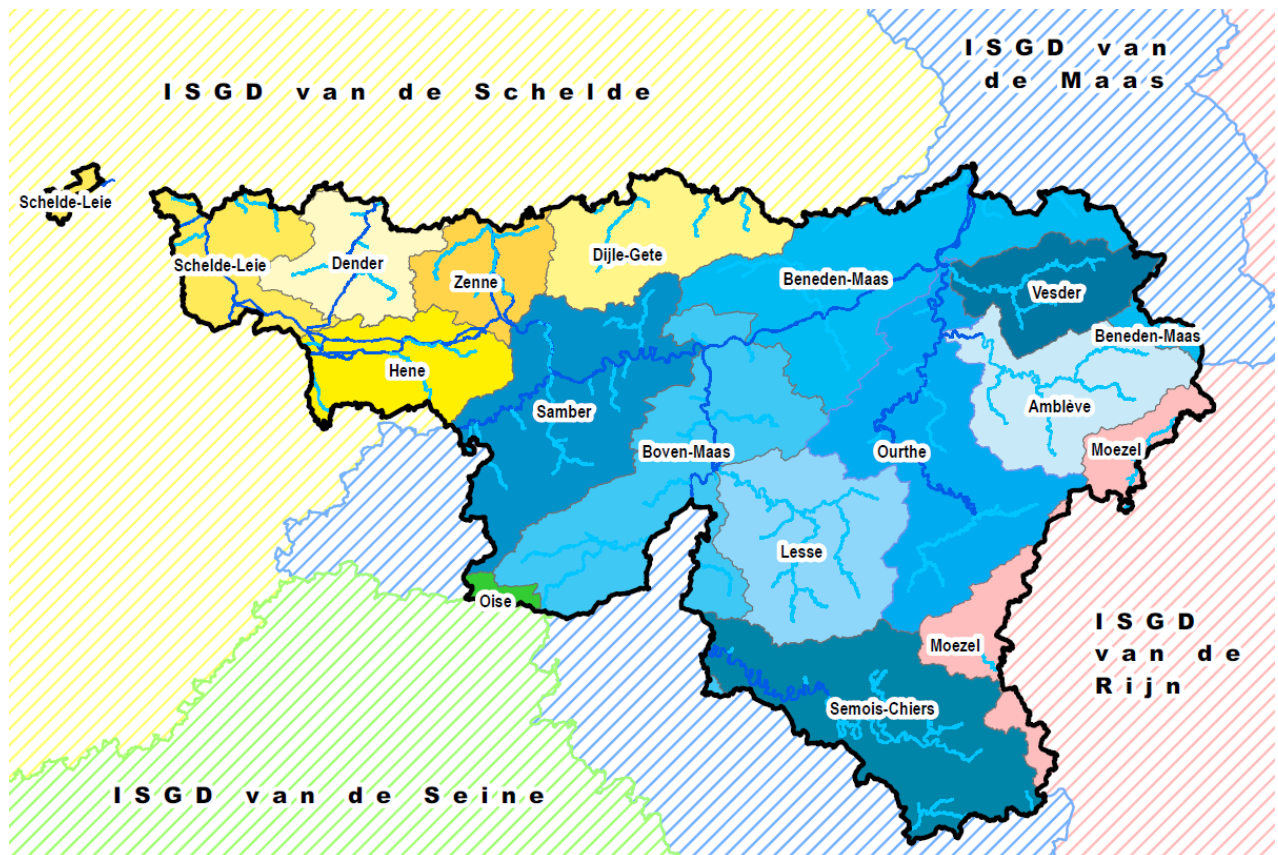 ISGD van
de Maas
ISGD van de Schelde
Schelde-Leie
Schelde-Leie
Dender
Zenne
Dijle-Gete
Beneden-Maas
Vesder
Beneden-Maas
Hene
Samber
Amblève
Boven-Maas
Ourthe
Moezel
Lesse
Oise
ISGD
van de
Rijn
Moezel
Semois-Chiers
ISGD van de Seine